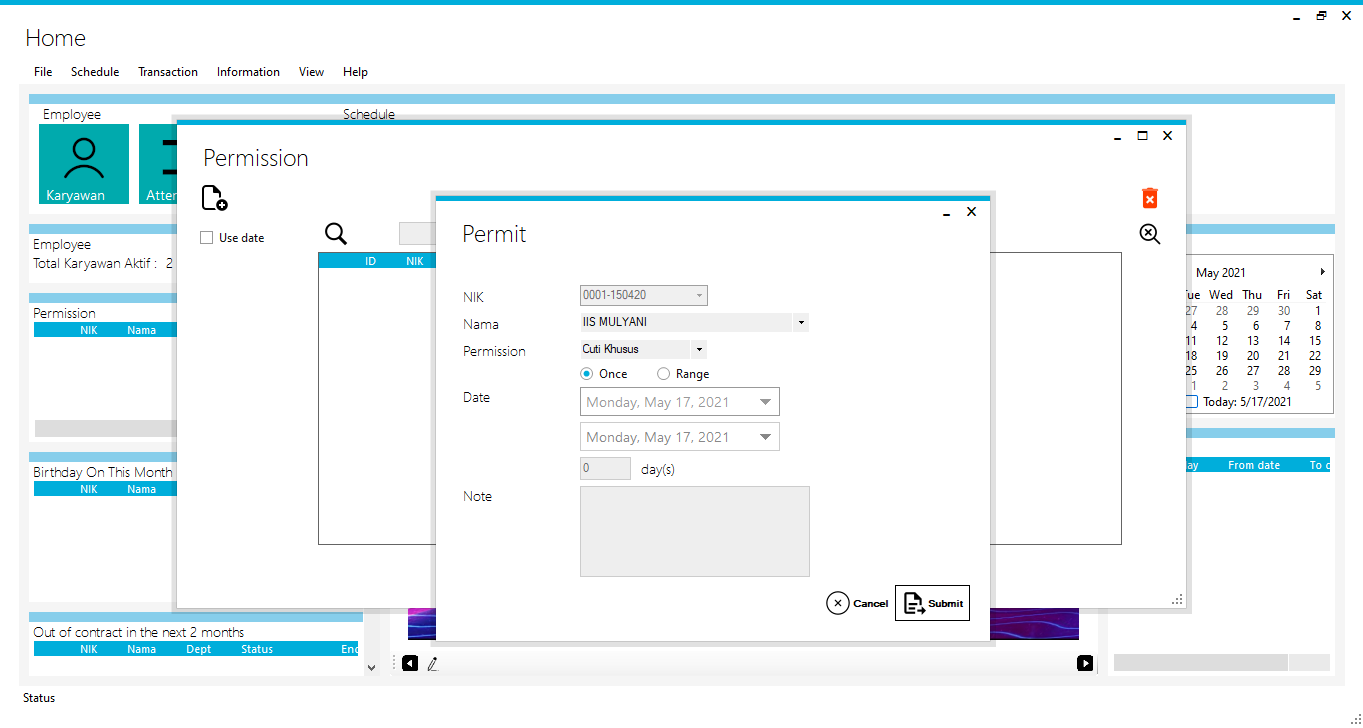 Home
File Schedule Transaction Information View Help
Employee
Schedule
Karyawan
Employee
Total Karyawan Aktif : 2
Permission
NIK Nama
Birthday On This Month
NIK Nama
Out of contract in the next 2 months
NIK Nama Dept Status
Status
Permission
Use date
ID NIK
Permit
NIK 0001-150420
Nama IIS MULYANI
Permission Cuti Khusus
Once Range
Date Monday, May 17, 2021
Monday, May 17, 2021
0 day(s)
Note
Cancel Submit
May 2021
Wed Thu Fri Sat
27 28 29 30 1
4 5 6 7 8
11 12 13 14 15
18 19 20 21 22
25 26 27 28 29
1 2 3 4 5
Today: 5/17/2021
From date To